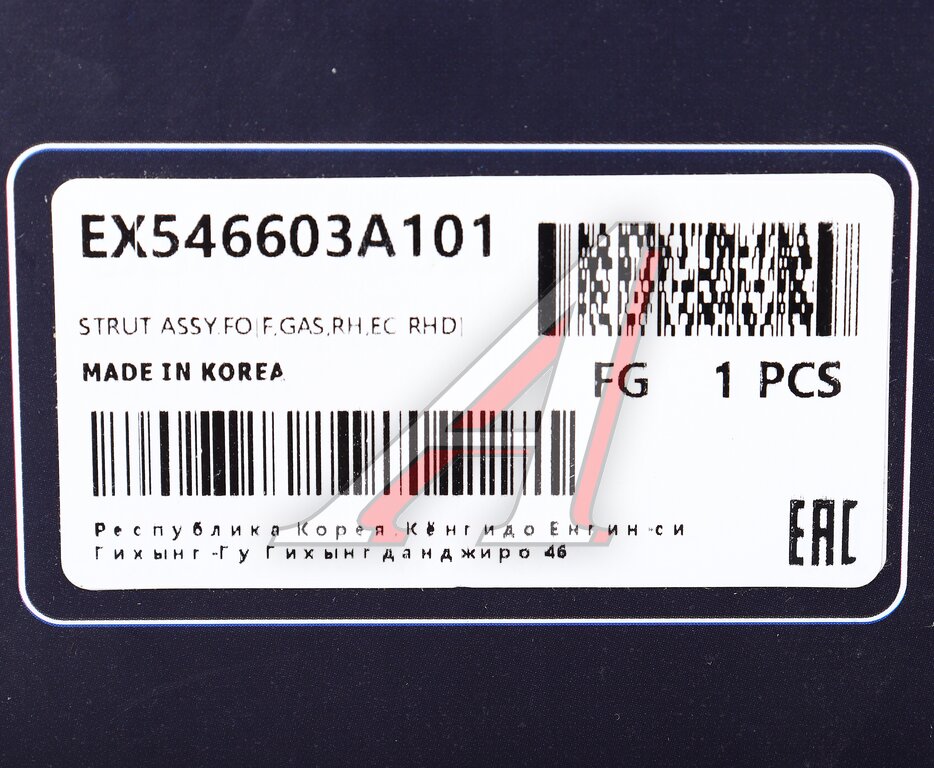 EX546603A101
STRUT ASSY.FO(F,GAS,RH,EC RHD)
MADE IN KOREA
FG 1 PCS
Республика Корея, Кёнгидо Енгин-си
Гихынг-Гу Гихынгданджиро 46
EAC